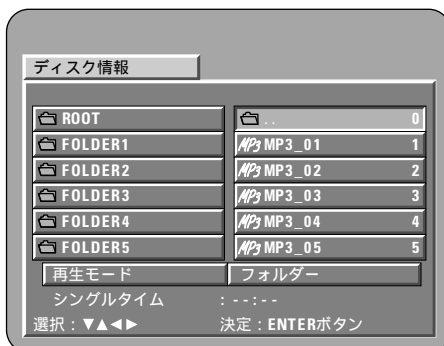 ディスク情報
ROOT
FOLDER1
FOLDER2
FOLDER3
FOLDER4
FOLDER5
.. 0
MP3 MP3_01 1
MP3 MP3_02 2
MP3 MP3_03 3
MP3 MP3_04 4
MP3 MP3_05 5
再生モード フォルダー
シングルタイム :--:--
選択:▼▲◀▶ 決定:ENTERボタン